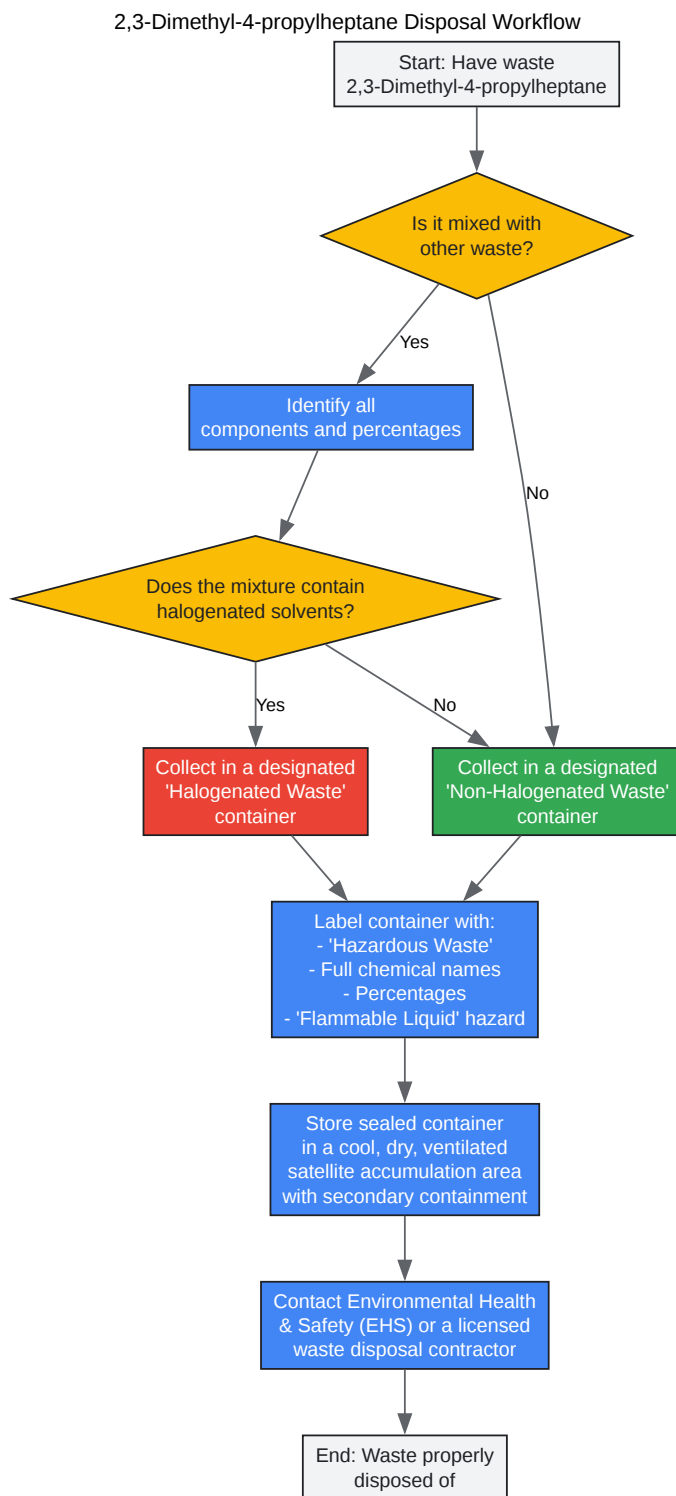 2,3-Dimethyl-4-propylheptane Disposal Workflow
Start: Have waste
2,3-Dimethyl-4-propylheptane
Is it mixed with
other waste?
Yes
Identify all
components and percentages
No
Does the mixture contain
halogenated solvents?
Yes
No
Collect in a designated
'Halogenated Waste'
container
Collect in a designated
'Non-Halogenated Waste'
container
Label container with:
- 'Hazardous Waste'
- Full chemical names
- Percentages
- 'Flammable Liquid' hazard
Store sealed container
in a cool, dry, ventilated
satellite accumulation area
with secondary containment
Contact Environmental Health
& Safety (EHS) or a licensed
waste disposal contractor
End: Waste properly
disposed of